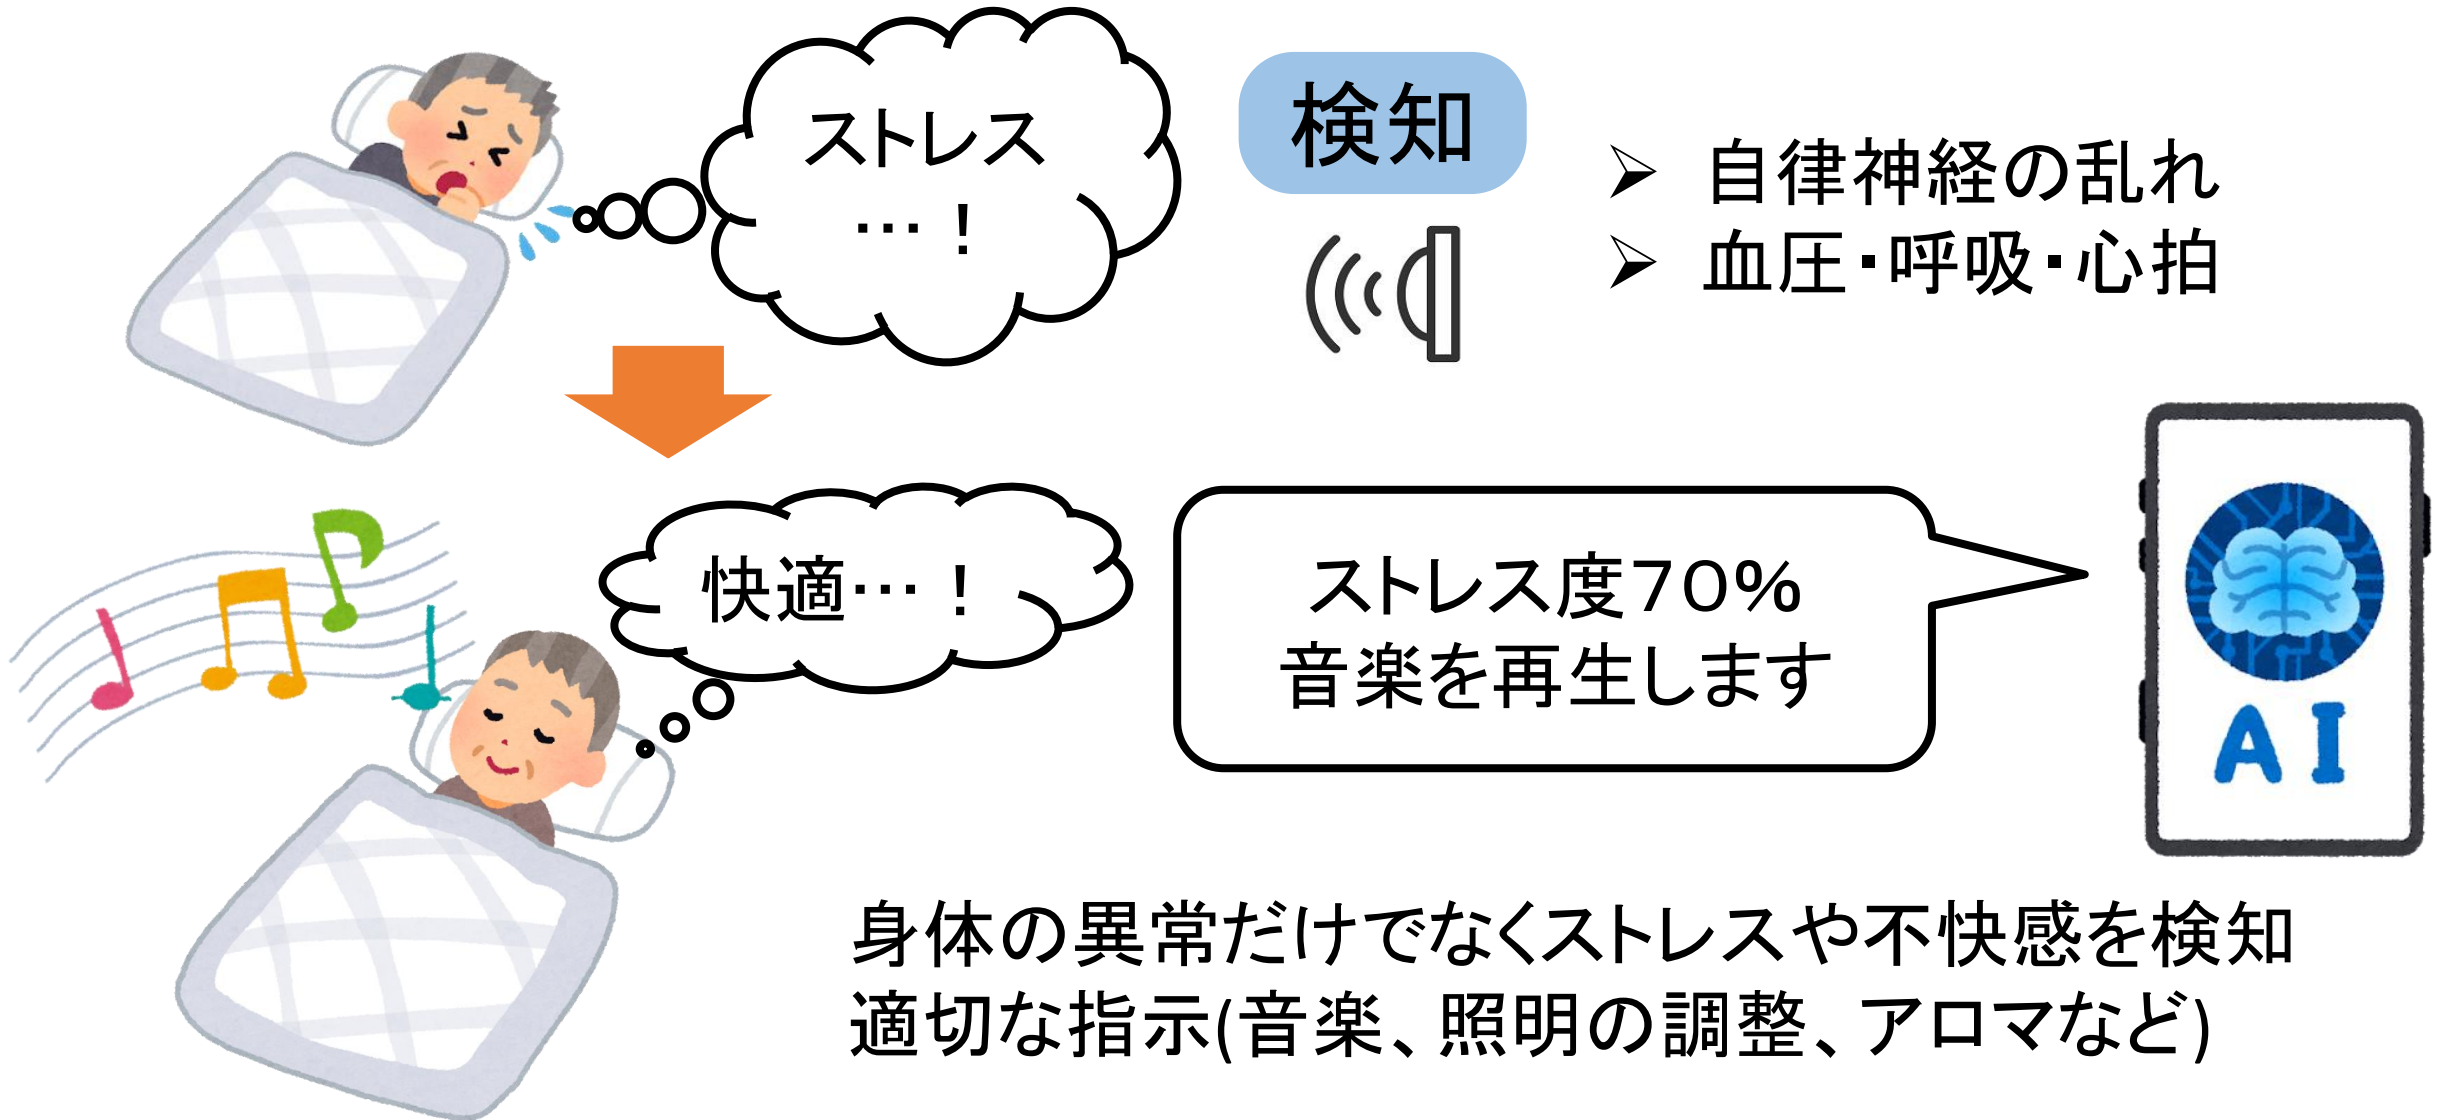 ストレス
…！
検知
自律神経の乱れ
血圧・呼吸・心拍
快適…！
ストレス度70%
音楽を再生します
AI
身体の異常だけでなくストレスや不快感を検知
適切な指示(音楽、照明の調整、アロマなど)